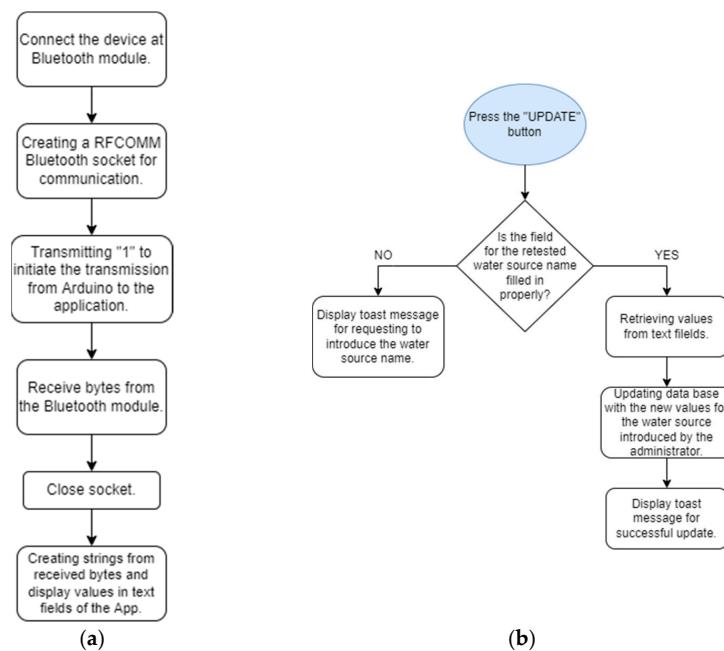 Connect the device at
Bluetooth module.
Creating a RFCOMM
Bluetooth socket for
communication.
Transmitting "1" to
initiate the transmission
from Arduino to the
application.
Receive bytes from
the Bluetooth module.
Close socket.
Creating strings from
received bytes and
display values in text
fields of the App.
(a)
Press the "UPDATE"
button
Is the field
for the retested
water source name
filled in
properly?
NO
YES
Display toast message
for requesting to
introduce the water
source name.
Retrieving values
from text filelds.
Updating data base
with the new values fo
the water source
introduced by the
administrator.
Display toast
message for
successful update.
(b)